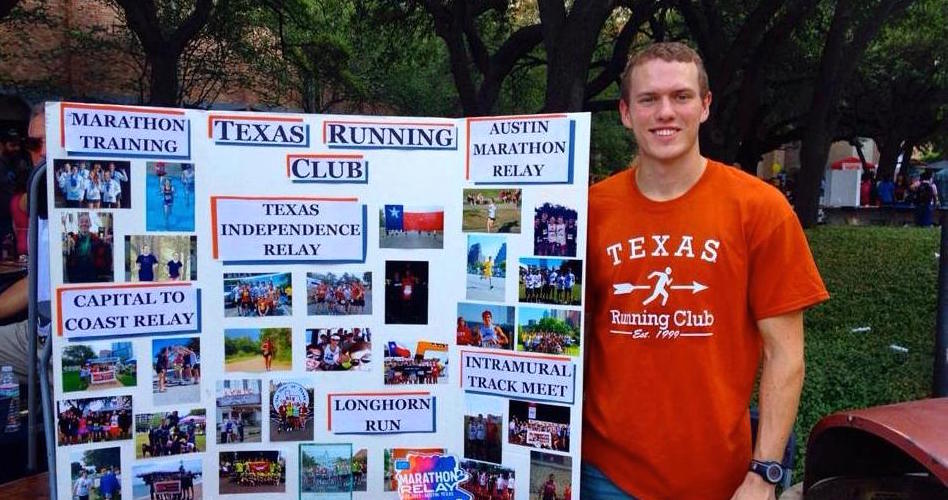 MARATHON
TRAINING
TEXAS RUNNING
CLUB
AUSTIN
MARATHON
RELAY
TEXAS
INDEPENDENCE
RELAY
CAPITAL TO
COAST RELAY
INTRAMURAL
TRACK MEET
LONGHORN
RUN
MARATHON
RELAY
TEXAS
Running Club
Est. 1999